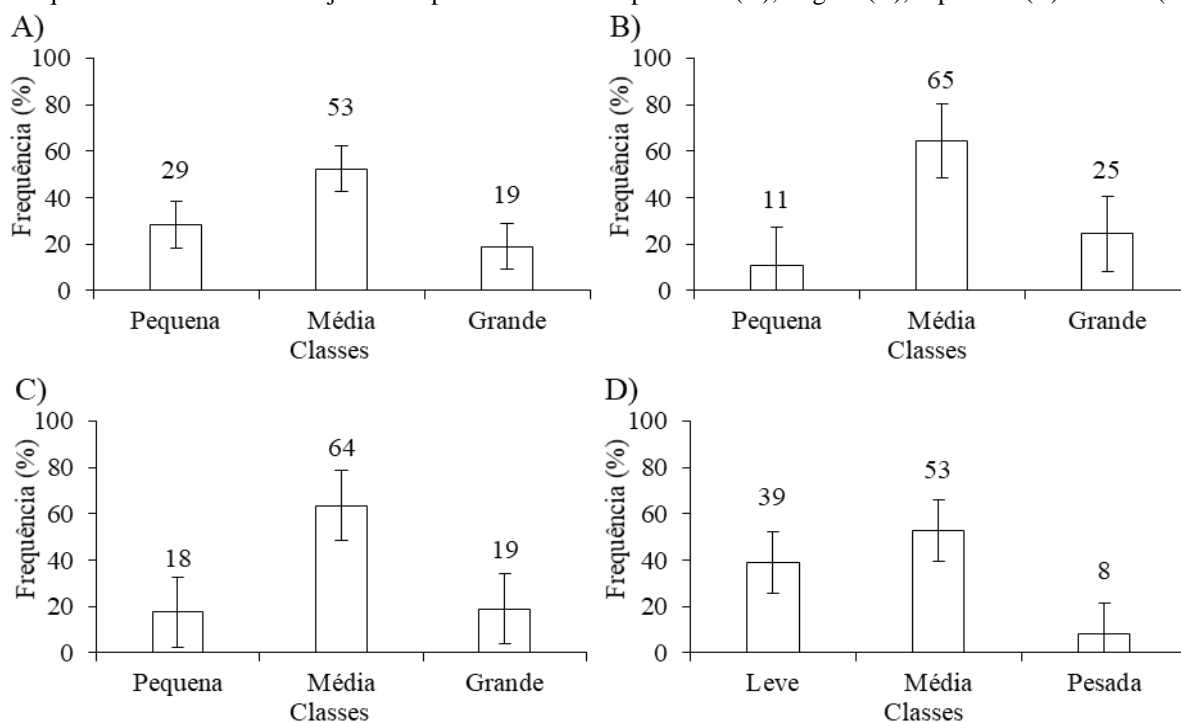 A)
Frequência (%)
100
80
60
40
20
0
29
53
19
Pequena Média Grande
Classes
B)
Frequência (%)
100
80
60
40
20
0
11
65
25
Pequena Média Grande
Classes
C)
Frequência (%)
100
80
60
40
20
0
18
64
19
Pequena Média Grande
Classes
D)
Frequência (%)
100
80
60
40
20
0
39
53
8
Leve Média Pesada
Classes